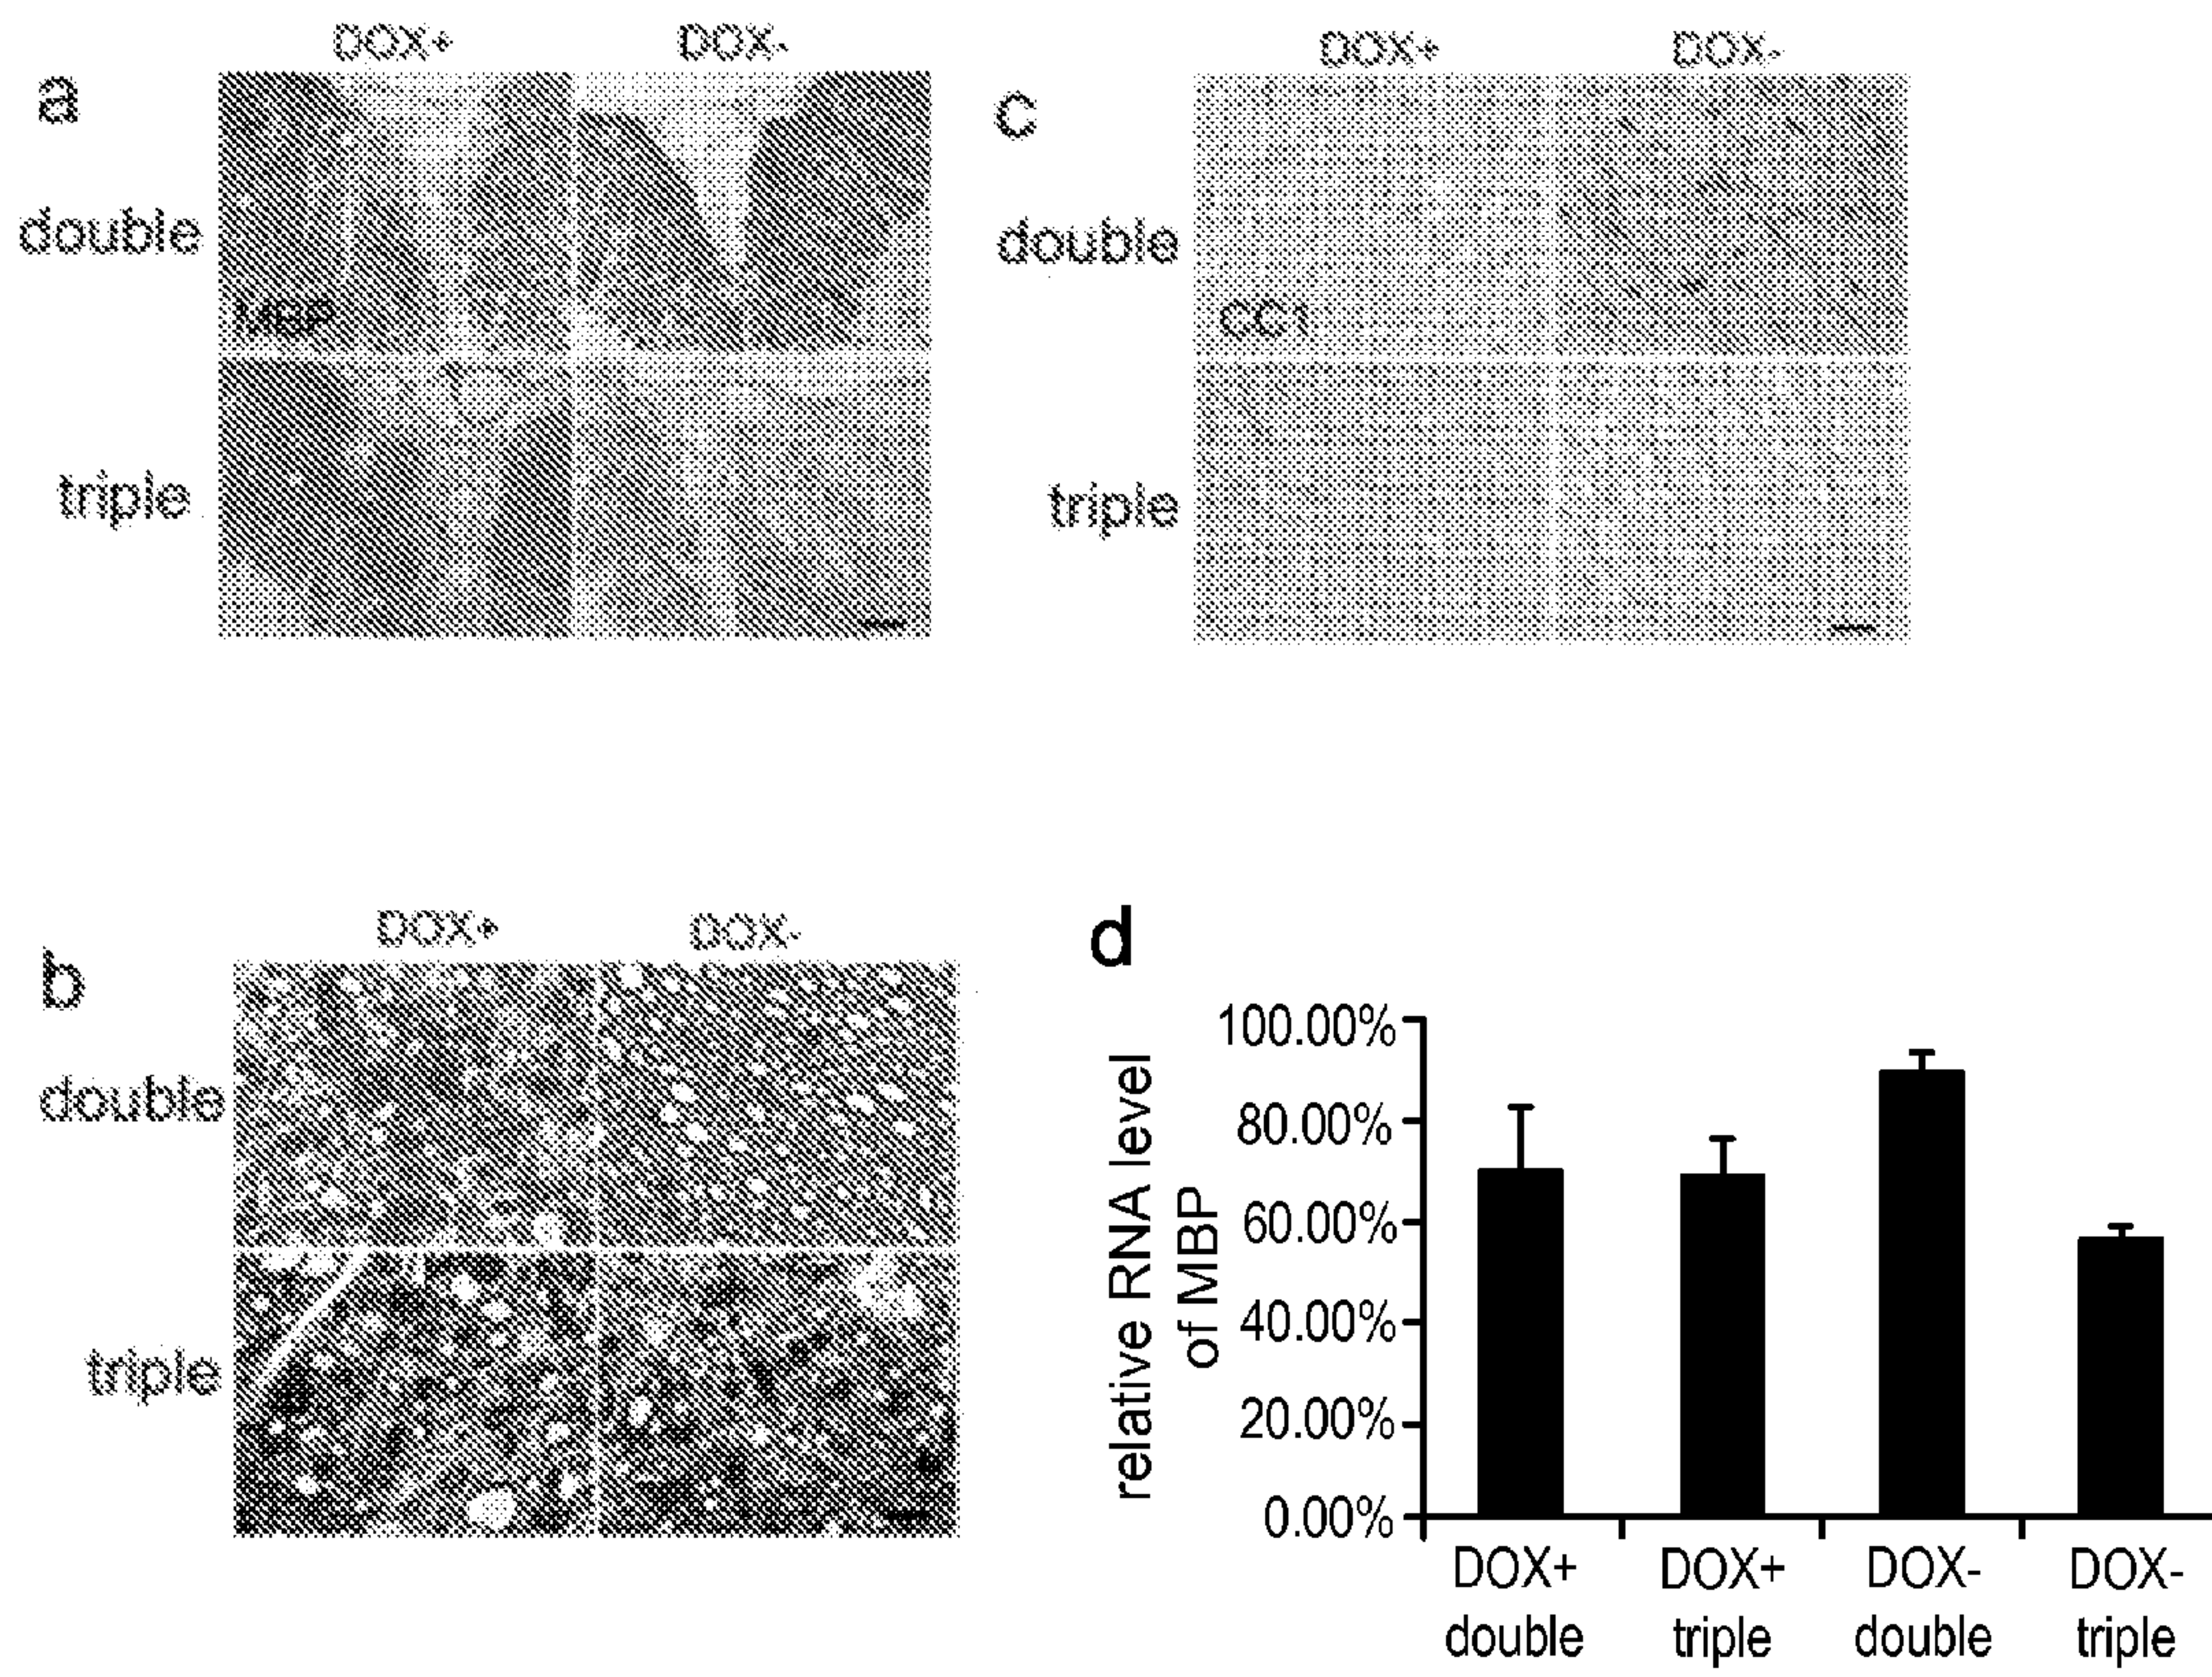 a
DOX+ DOX-
double
MBP
triple
c
DOX+ DOX-
double
CC1
triple
b
DOX+ DOX-
double
triple
d
relative RNA level
of MBP
100.00%
80.00%
60.00%
40.00%
20.00%
0.00%
DOX+ DOX+ DOX- DOX-
double triple double triple